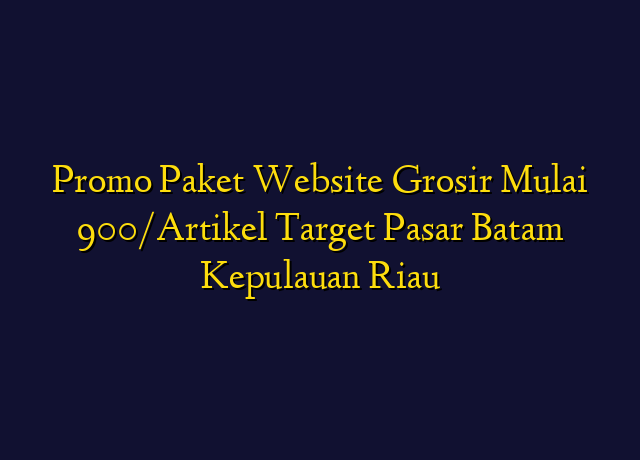 Promo Paket Website Grosir Mulai
900/Artikel Target Pasar Batam
Kepulauan Riau